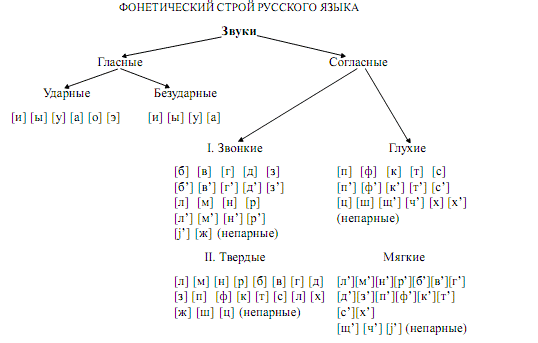 ФОНЕТИЧЕСКИЙ СТРОЙ РУССКОГО ЯЗЫКА
Звуки
Гласные Согласные
Ударные Безударные
[и] [ы] [у] [а] [о] [э] [и] [ы] [у] [а]
I. Звонкие Глухие
[б] [в] [г] [д] [з] [п] [ф] [к] [т] [с]
[б’] [в’] [г’] [д’] [з’] [п’] [ф’] [к’] [т’] [с’]
[л] [м] [н] [р] [ц] [ш] [щ’] [ч’] [х] [х’]
[л’] [м’] [н’] [р’] (непарные)
[j’] [ж] (непарные)
II. Твердые Мягкие
[л] [м] [н] [р] [б] [в] [г] [д] [л’][м’][н’][р’][б’][в’][г’]
[з] [п] [ф] [к] [т] [с] [л] [х] [д’][з’][п’][ф’][к’][т’]
[ж] [ш] [ц] (непарные) [с’][х’]
[щ’] [ч’] [j’] (непарные)